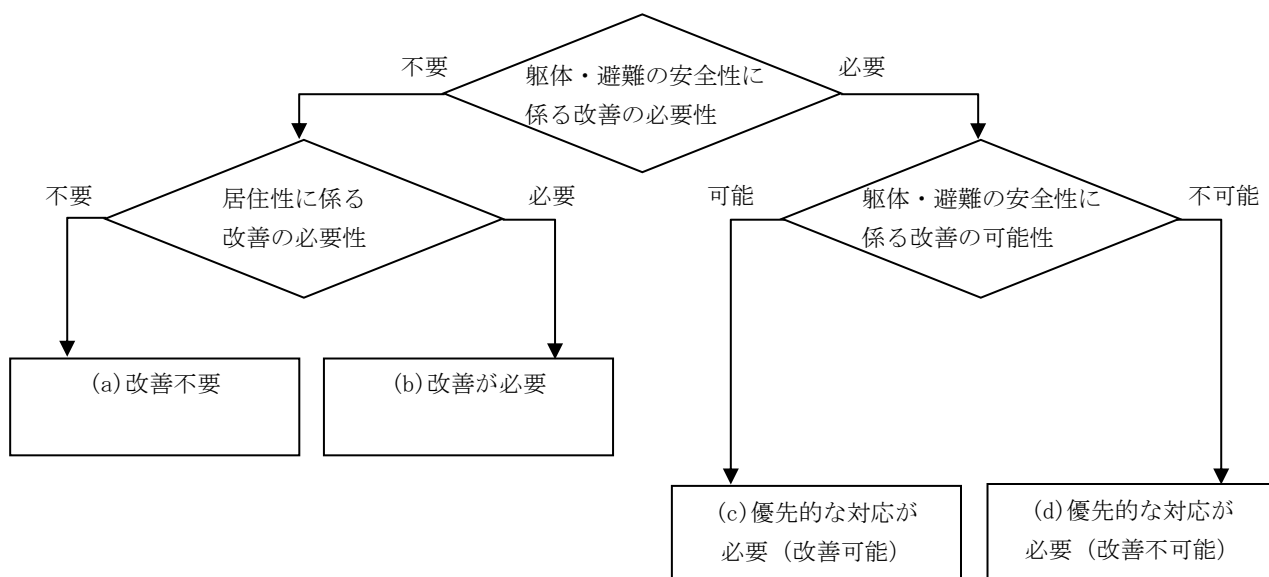 不要
躯体・避難の安全性に
係る改善の必要性
必要
不要
居住性に係る
改善の必要性
必要
可能
躯体・避難の安全性に
係る改善の可能性
不可能
(a)改善不要
(b)改善が必要
(c)優先的な対応が
必要（改善可能）
(d)優先的な対応が
必要（改善不可能）